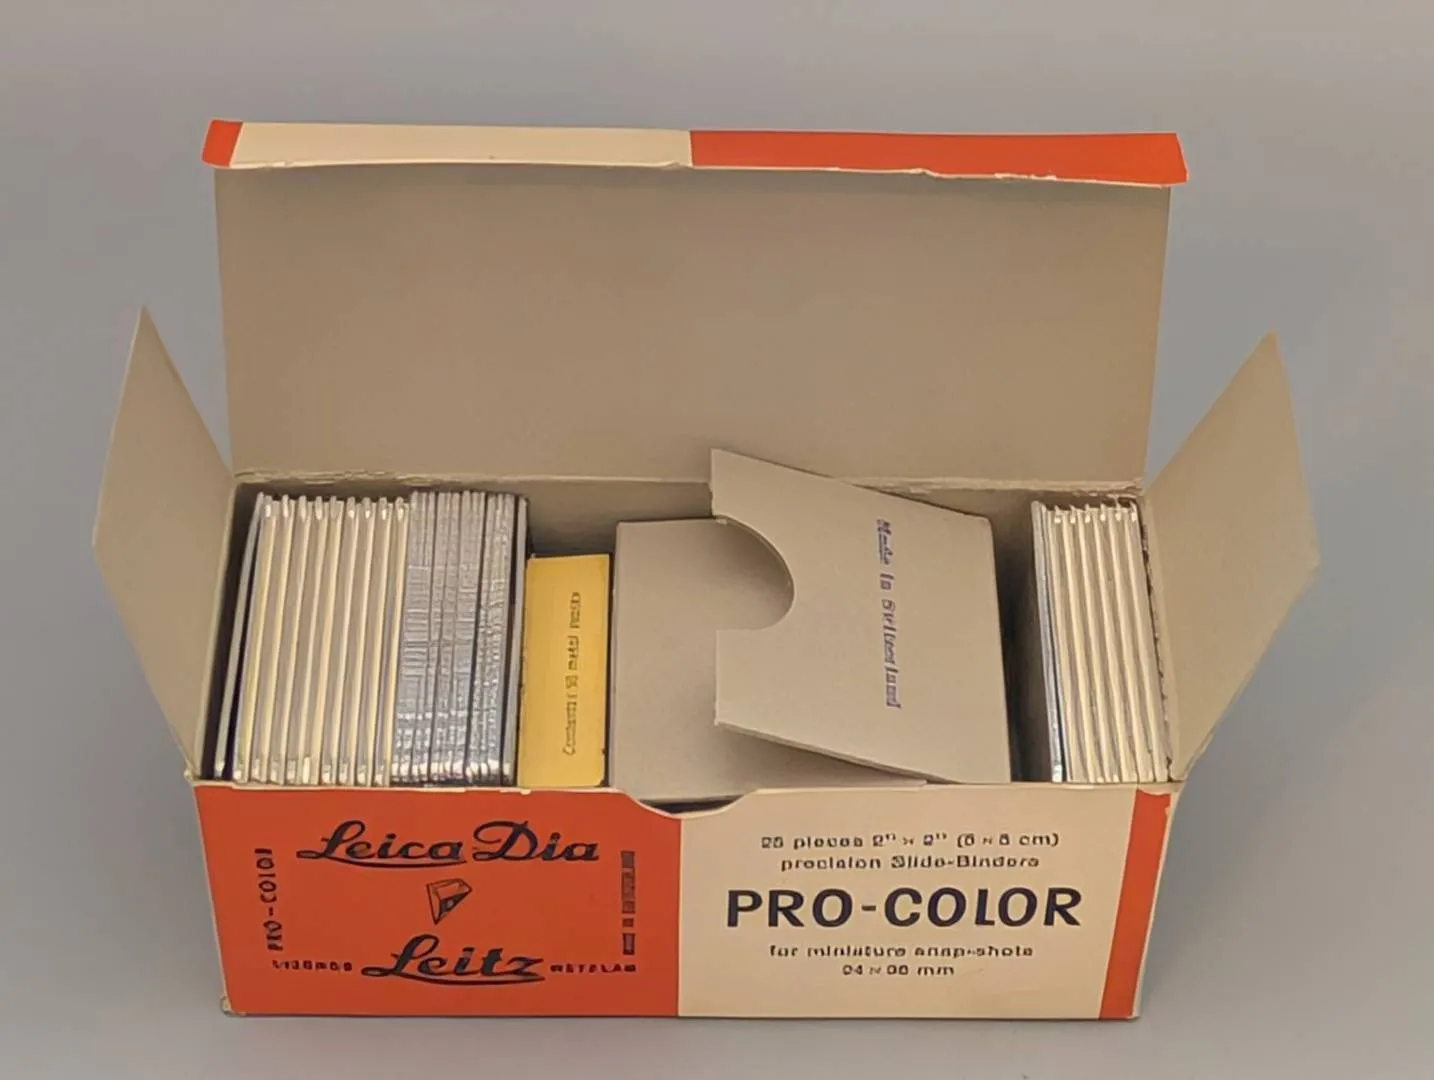 Made in Switzerland
Leica Dia
PRO-COLOR
Leitz
25 pieces 2" × 2" (5 × 5 cm)
precision Slide-Binders
PRO-COLOR
for miniature snap-shots
24 × 36 mm